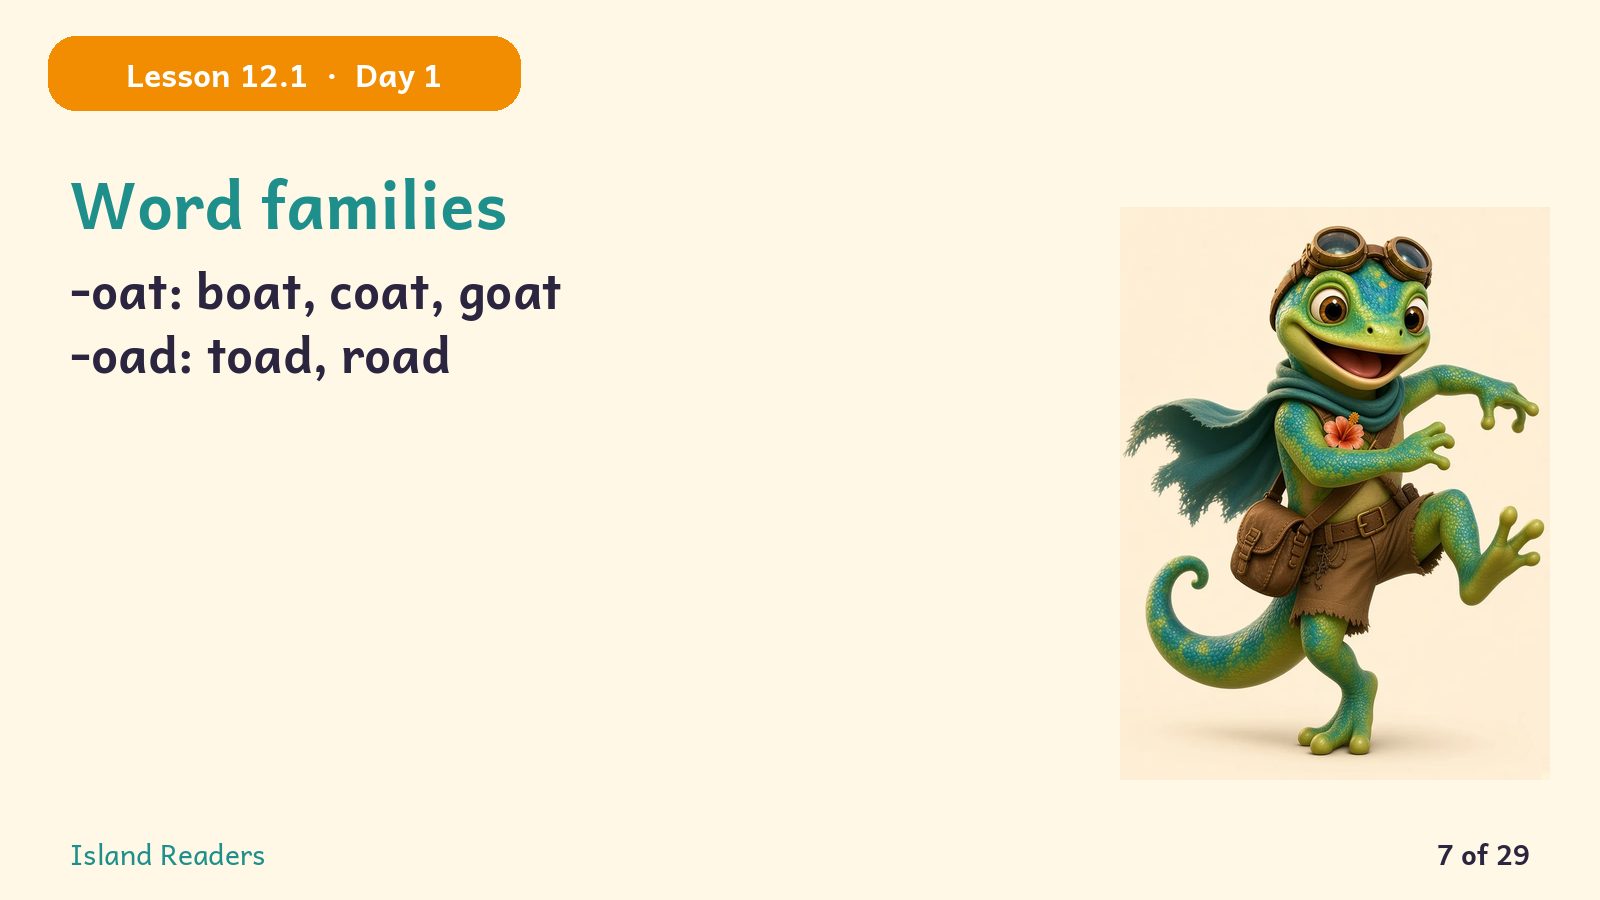 Lesson 12.1 · Day 1
Word families
-oat: boat, coat, goat
-oad: toad, road
Island Readers
7 of 29